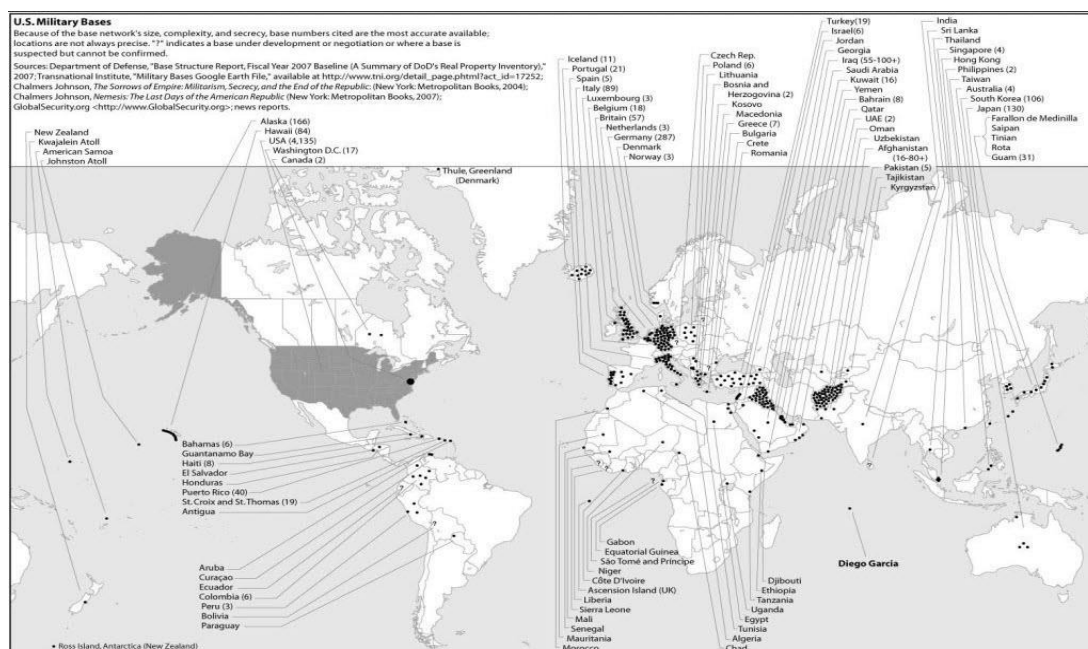 U.S. Military Bases
Because of the base network's size, complexity, and secrecy, base numbers cited are the most accurate available;
locations are not always precise. "?" indicates a base under development or negotiation or where a base is
suspected but cannot be confirmed.
Sources: Department of Defense, "Base Structure Report, Fiscal Year 2007 Baseline (A Summary of DoD's Real Property Inventory),"
2007; Transnational Institute, "Military Bases Google Earth File," available at http://www.tni.org/detail_page.phtml?act_id=17252;
Chalmers Johnson, The Sorrows of Empire: Militarism, Secrecy, and the End of the Republic: (New York: Metropolitan Books, 2004);
Chalmers Johnson, Nemesis: The Last Days of the American Republic (New York: Metropolitan Books, 2007);
GlobalSecurity.org <http://www.GlobalSecurity.org>; news reports.
New Zealand
Kwajalein Atoll
American Samoa
Johnston Atoll
Alaska (166)
Hawaii (84)
USA (4,135)
Washington D.C. (17)
Canada (2)
Thule, Greenland
(Denmark)
Iceland (11)
Portugal (21)
Spain (5)
Italy (89)
Luxembourg (3)
Belgium (18)
Britain (57)
Netherlands (3)
Germany (287)
Denmark
Norway (3)
Czech Rep.
Poland (6)
Lithuania
Bosnia and
Herzogovina (2)
Kosovo
Macedonia
Greece (7)
Bulgaria
Crete
Romania
Turkey(19)
Israel(6)
Jordan
Georgia
Iraq (55-100+)
Saudi Arabia
Kuwait (16)
Yemen
Bahrain (8)
Qatar
UAE (2)
Oman
Uzbekistan
Afghanistan
(16-80+)
Pakistan (5)
Tajikistan
Kyrgyzstan
India
Sri Lanka
Thailand
Singapore (4)
Hong Kong
Philippines (2)
Taiwan
Australia (4)
South Korea (106)
Japan (130)
Farallon de Medinilla
Saipan
Tinian
Rota
Guam (31)
Bahamas (6)
Guantanamo Bay
Haiti (8)
El Salvador
Honduras
Puerto Rico (40)
St. Croix and St. Thomas (19)
Antigua
Aruba
Curaçao
Ecuador
Colombia (6)
Peru (3)
Bolivia
Paraguay
?
?
?
?
?
?
?
Gabon
Equatorial Guinea
São Tomé and Principe
Niger
Côte D'Ivoire
Ascension Island (UK)
Liberia
Sierra Leone
Mali
Senegal
Mauritania
Morocco
Djibouti
Ethiopia
Tanzania
Uganda
Egypt
Tunisia
Algeria
Chad
Diego Garcia
Ross Island, Antarctica (New Zealand)